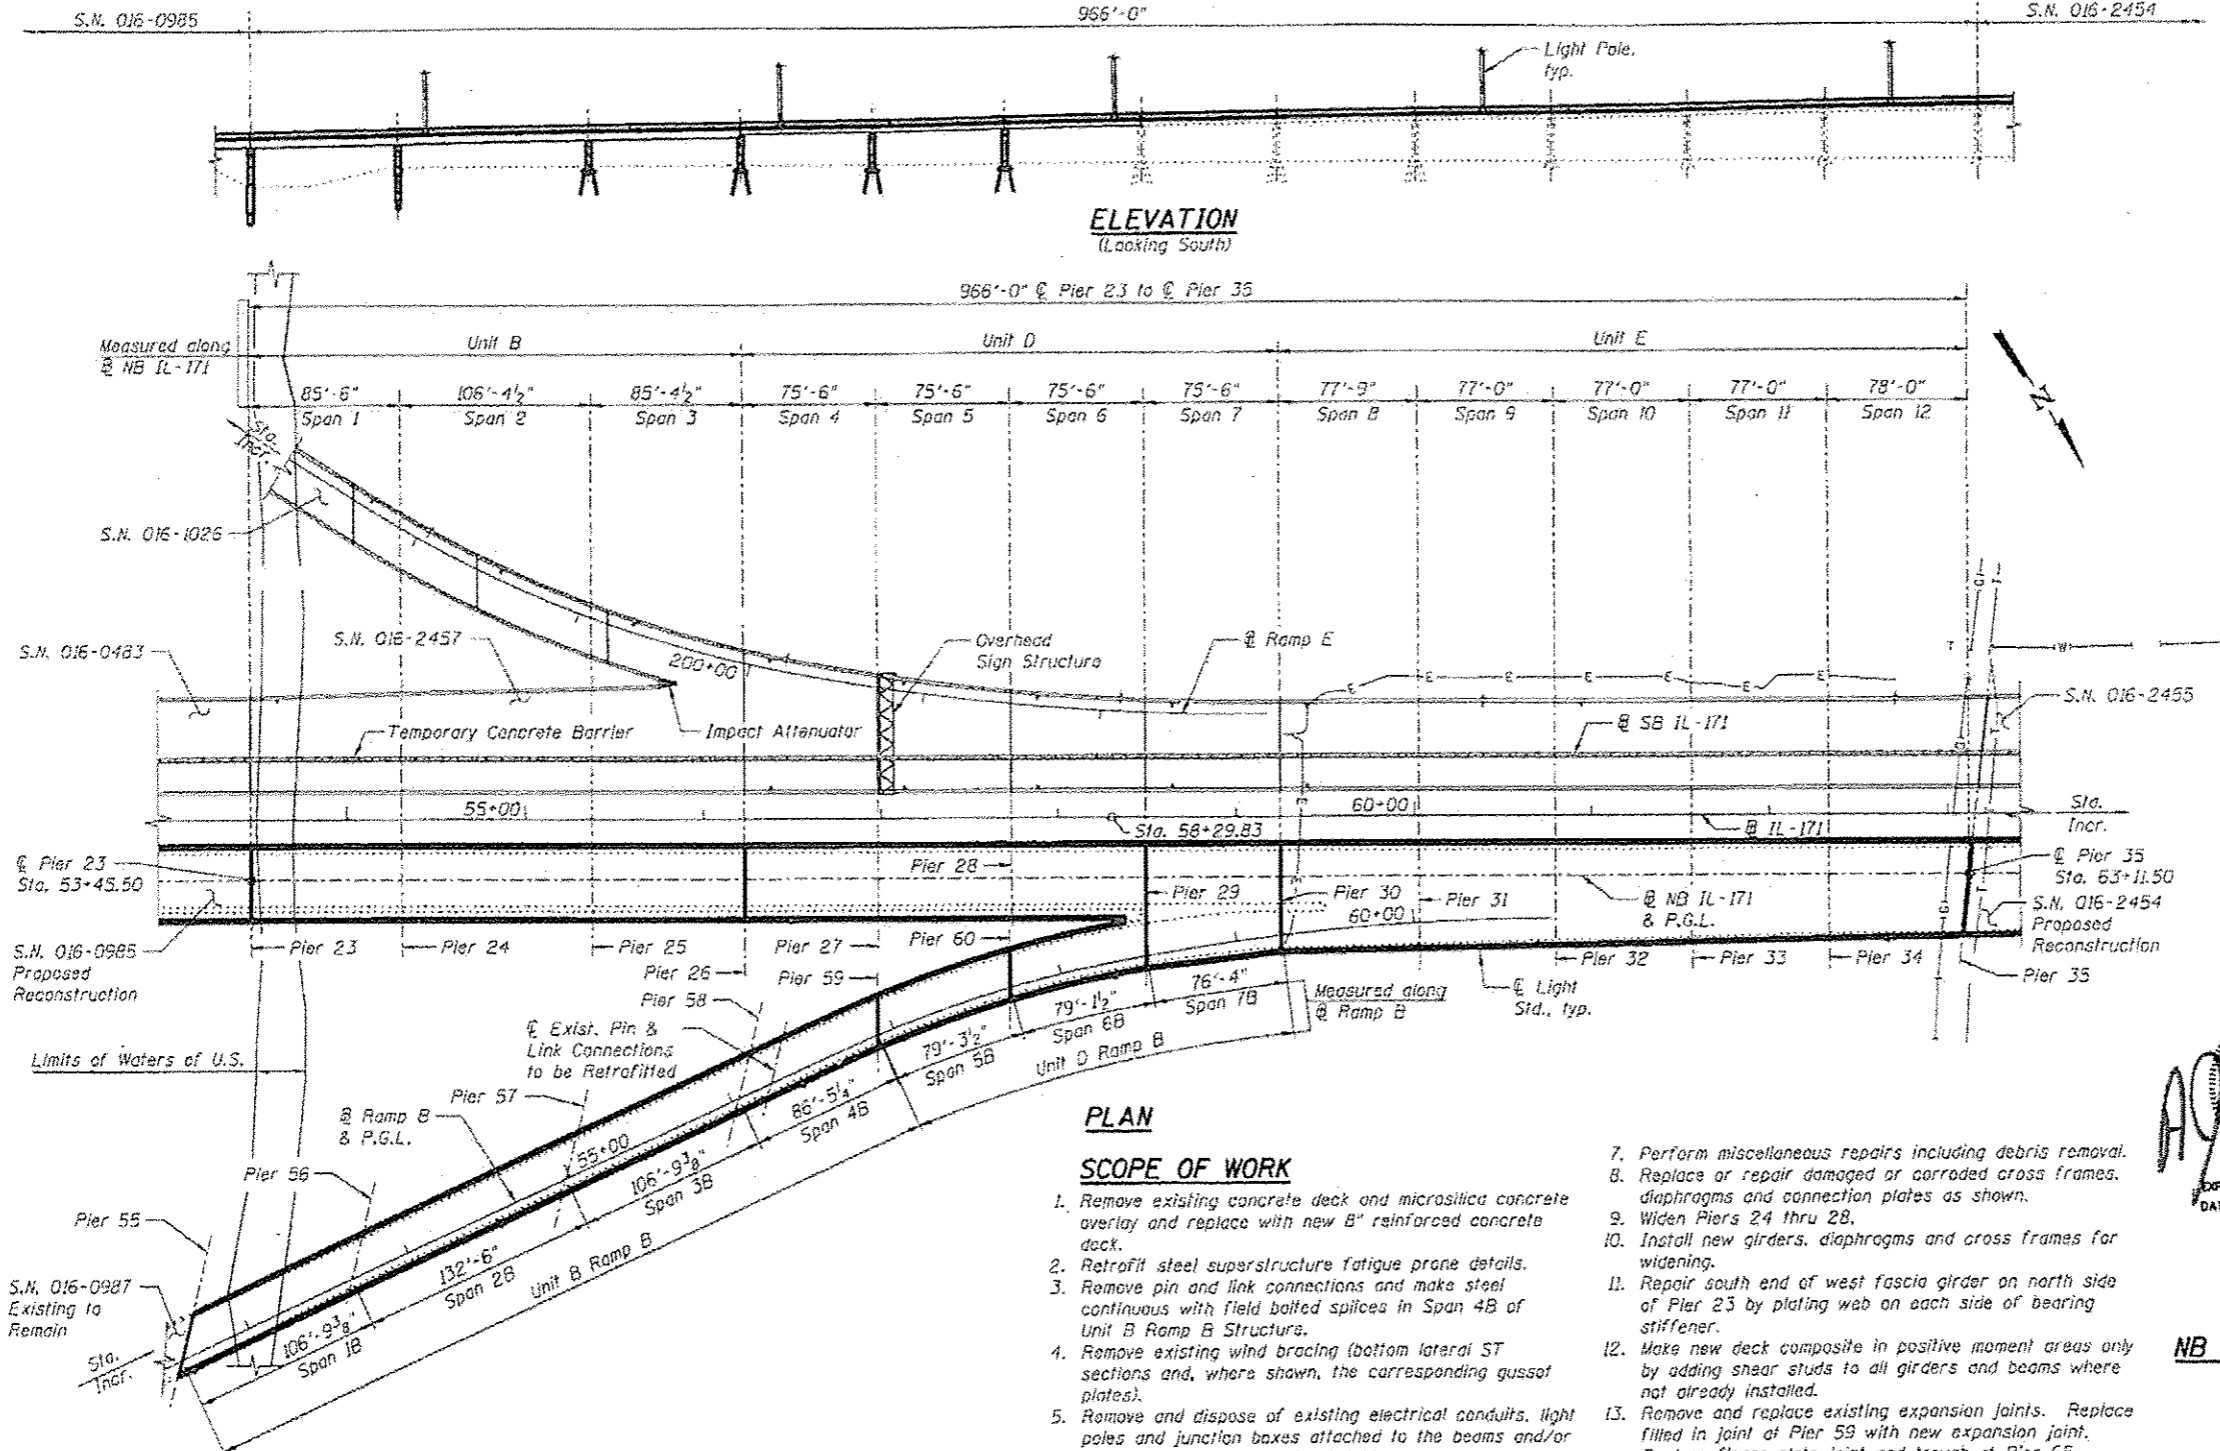 S.N. 016-0985
966'-0"
S.N. 016-2454
Light Pole,
typ.
ELEVATION
(Looking South)
966'-0" ℄ Pier 23 to ℄ Pier 35
Measured along
NB IL-171
Unit B
Unit D
Unit E
85'-6"
Span 1
106'-4½"
Span 2
85'-4½"
Span 3
75'-6"
Span 4
75'-6"
Span 5
75'-6"
Span 6
75'-6"
Span 7
77'-9"
Span 8
77'-0"
Span 9
77'-0"
Span 10
77'-0"
Span 11
78'-0"
Span 12
N
Sta.
Incr.
S.N. 016-1026
S.N. 016-0483
S.N. 016-2457
200+00
Overhead
Sign Structure
Ramp E
S.N. 016-2455
Temporary Concrete Barrier
Impact Attenuator
SB IL-171
55+00
60+00
Sta. 58+29.83
IL-171
Sta.
Incr.
℄ Pier 23
Sta. 53+45.50
Pier 28
Pier 29
Pier 30
Pier 31
60+00
NB IL-171
& P.G.L.
℄ Pier 35
Sta. 63+11.50
S.N. 016-2454
Proposed
Reconstruction
S.N. 016-0985
Proposed
Reconstruction
Pier 23
Pier 24
Pier 25
Pier 26
Pier 27
Pier 60
Pier 59
Pier 58
Pier 32
Pier 33
Pier 34
Pier 35
℄ Exist. Pin &
Link Connections
to be Retrofitted
76'-4"
Span 7B
79'-1½"
Span 6B
79'-3½"
Span 5B
Unit D Ramp B
Measured along
Ramp B
℄ Light
Std., typ.
Limits of Waters of U.S.
Pier 57
Ramp B
& P.G.L.
Pier 56
Pier 55
55+00
86'-5¼"
Span 4B
106'-9⅜"
Span 3B
132'-6"
Span 2B
Unit B Ramp B
106'-9⅜"
Span 1B
S.N. 016-0987
Existing to
Remain
Sta.
Incr.
PLAN
SCOPE OF WORK
1. Remove existing concrete deck and microsilica concrete
overlay and replace with new 8" reinforced concrete
deck.
2. Retrofit steel superstructure fatigue prone details.
3. Remove pin and link connections and make steel
continuous with field bolted splices in Span 4B of
Unit B Ramp B Structure.
4. Remove existing wind bracing (bottom lateral ST
sections and, where shown, the corresponding gusset
plates).
5. Remove and dispose of existing electrical conduits, light
poles and junction boxes attached to the beams and/or
7. Perform miscellaneous repairs including debris removal.
8. Replace or repair damaged or corroded cross frames,
diaphragms and connection plates as shown.
9. Widen Piers 24 thru 28.
10. Install new girders, diaphragms and cross frames for
widening.
11. Repair south end of west fascia girder on north side
of Pier 23 by plating web on each side of bearing
stiffener.
12. Make new deck composite in positive moment areas only
by adding shear studs to all girders and beams where
not already installed.
13. Remove and replace existing expansion joints. Replace
filled in joint at Pier 59 with new expansion joint.
NB